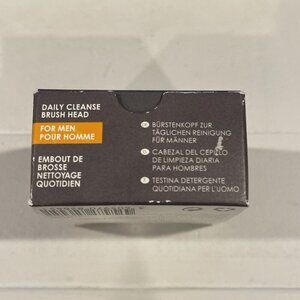 DAILY CLEANSE
BRUSH HEAD
FOR MEN
POUR HOMME
EMBOUT DE
BROSSE
NETTOYAGE
QUOTIDIEN
BÜRSTENKOPF ZUR
TÄGLICHEN REINIGUNG
FÜR MÄNNER
CABEZAL DEL CEPILLO
DE LIMPIEZA DIARIA
PARA HOMBRES
TESTINA DETERGENTE
QUOTIDIANA PER L'UOMO